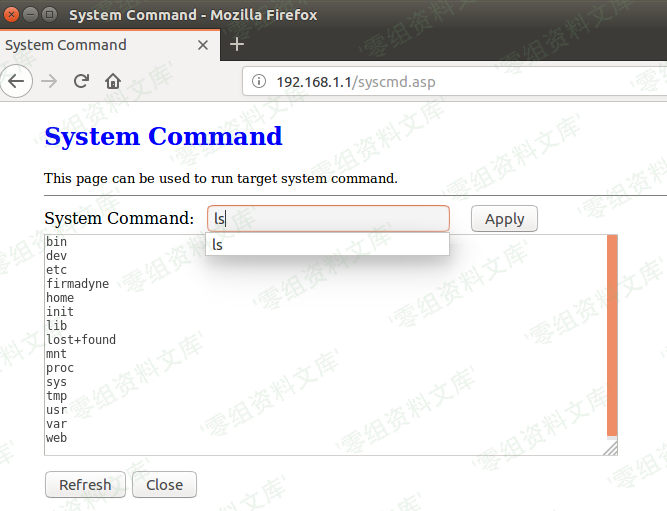 System Command - Mozilla Firefox
System Command
192.168.1.1/syscmd.asp
System Command
This page can be used to run target system command.
System Command: ls Apply
ls
bin
dev
etc
firmadyne
home
init
lib
lost+found
mnt
proc
sys
tmp
usr
var
web
Refresh Close
'零组资料文库'